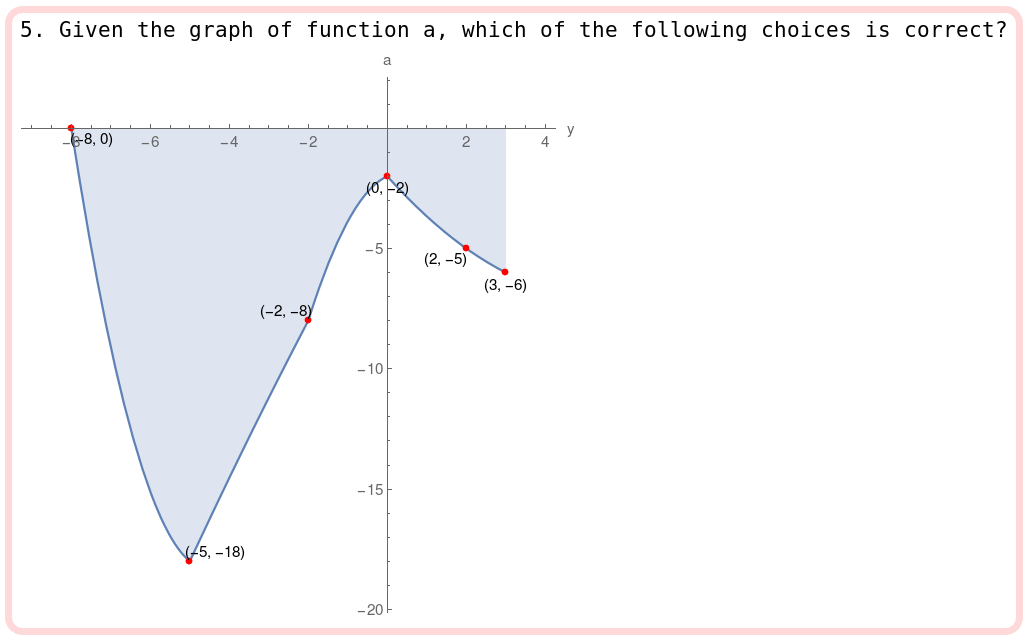 5. Given the graph of function a, which of the following choices is correct?
a
y
(−8, 0)
−8 −6 −4 −2 2 4
(0, −2)
−5
(2, −5)
(3, −6)
(−2, −8)
−10
−15
(−5, −18)
−20